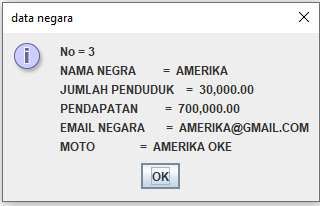 data negara
No = 3
NAMA NEGRA = AMERIKA
JUMLAH PENDUDUK = 30,000.00
PENDAPATAN = 700,000.00
EMAIL NEGARA = AMERIKA@GMAIL.COM
MOTO = AMERIKA OKE
OK